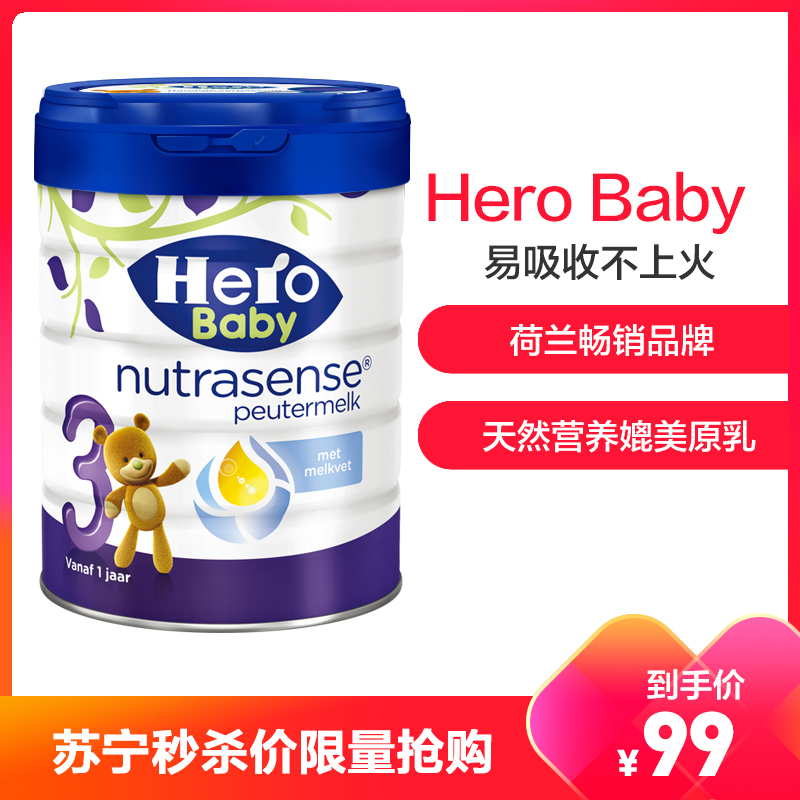 Hero
Baby
nutrasense®
peutermelk
met
melkvet
3
Vanaf 1 jaar
Hero Baby
易吸收不上火
荷兰畅销品牌
天然营养媲美原乳
苏宁秒杀价限量抢购
到手价
¥99